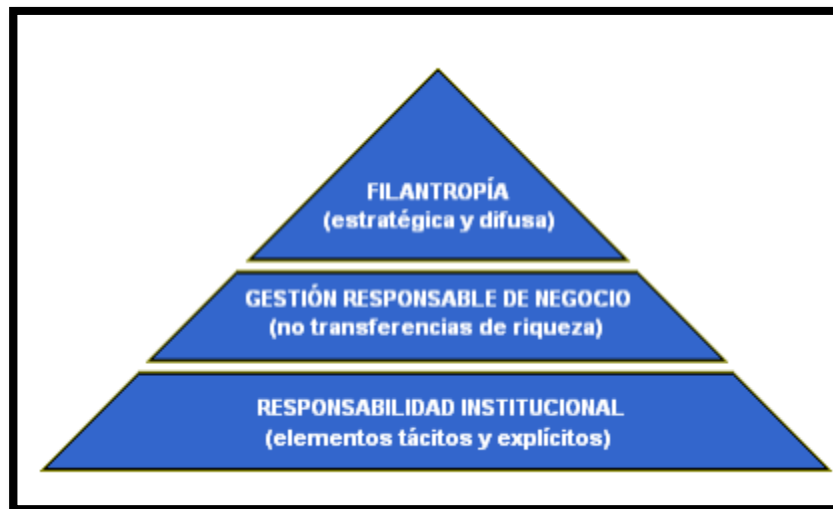 FILANTROPÍA
(estratégica y difusa)
GESTIÓN RESPONSABLE DE NEGOCIO
(no transferencias de riqueza)
RESPONSABILIDAD INSTITUCIONAL
(elementos tácitos y explícitos)